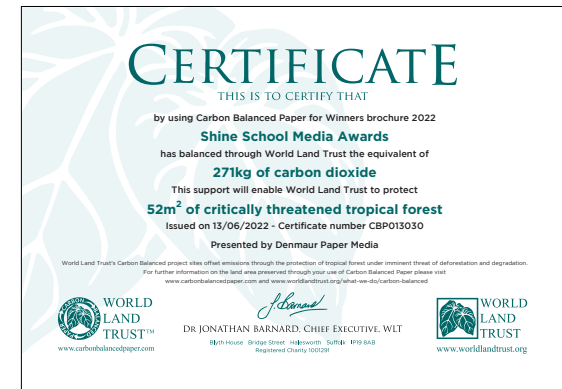 CERTIFICATE
THIS IS TO CERTIFY THAT
by using Carbon Balanced Paper for Winners brochure 2022
Shine School Media Awards
has balanced through World Land Trust the equivalent of
271kg of carbon dioxide
This support will enable World Land Trust to protect
52m² of critically threatened tropical forest
Issued on 13/06/2022 - Certificate number CBP013030
Presented by Denmaur Paper Media
World Land Trust's Carbon Balanced project sites offset emissions through the protection of tropical forest under imminent threat of deforestation and degradation.
For further information on the land area preserved through your use of Carbon Balanced Paper please visit
www.carbonbalancedpaper.com and www.worldlandtrust.org/what-we-do/carbon-balanced
CARBON BALANCED PAPER
WORLD
LAND
TRUST™
www.carbonbalancedpaper.com
J. Barnard
DR JONATHAN BARNARD, CHIEF EXECUTIVE, WLT
Blyth House Bridge Street Halesworth Suffolk IP19 8AB
Registered Charity 1001291
WORLD
LAND
TRUST
www.worldlandtrust.org